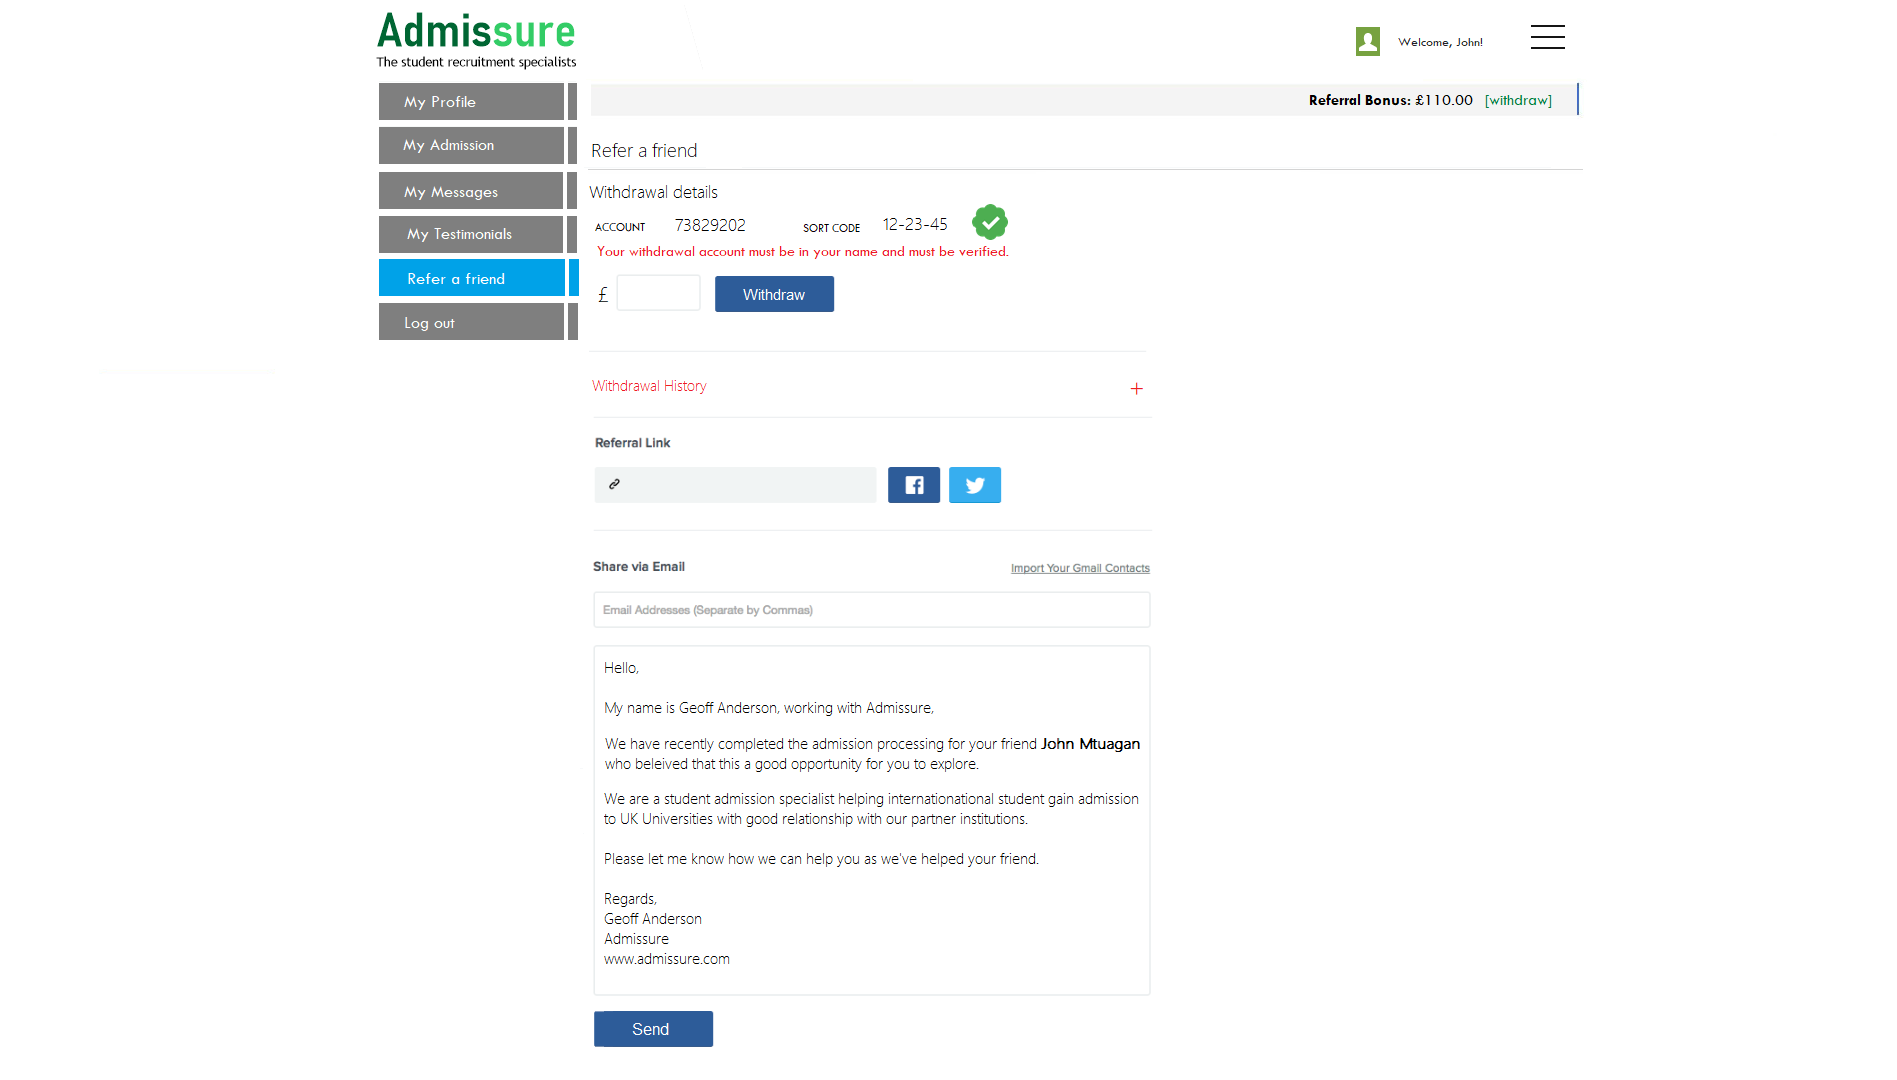 Admissure
The student recruitment specialists
Welcome, John!
My Profile
My Admission
My Messages
My Testimonials
Refer a friend
Log out
Referral Bonus: £110.00 [withdraw]
Refer a friend
Withdrawal details
ACCOUNT 73829202 SORT CODE 12-23-45
Your withdrawal account must be in your name and must be verified.
£ Withdraw
Withdrawal History +
Referral Link
Share via Email Import Your Gmail Contacts
Email Addresses (Separate by Commas)
Hello,
My name is Geoff Anderson, working with Admissure,
We have recently completed the admission processing for your friend John Mtuagan
who beleived that this a good opportunity for you to explore.
We are a student admission specialist helping internationational student gain admission
to UK Universities with good relationship with our partner institutions.
Please let me know how we can help you as we've helped your friend.
Regards,
Geoff Anderson
Admissure
www.admissure.com
Send